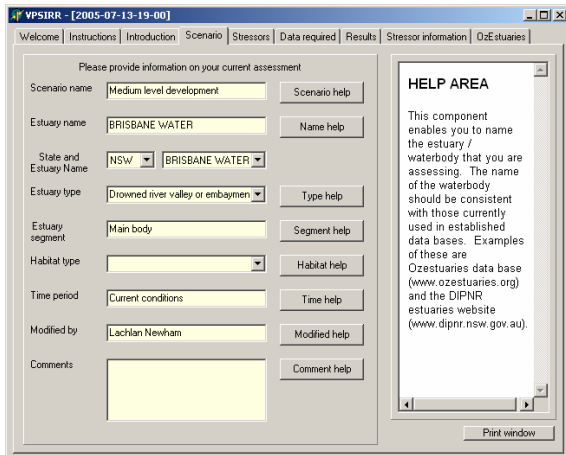 VPSIRR - [2005-07-13-19-00]
Welcome Instructions Introduction Scenario Stressors Data required Results Stressor information OzEstuaries
Please provide information on your current assessment
Scenario name Medium level development Scenario help
Estuary name BRISBANE WATER Name help
State and
Estuary Name NSW BRISBANE WATER
Estuary type Drowned river valley or embaymen Type help
Estuary
segment Main body Segment help
Habitat type Habitat help
Time period Current conditions Time help
Modified by Lachlan Newham Modified help
Comments Comment help
HELP AREA
This component
enables you to name
the estuary /
waterbody that you are
assessing. The name
of the waterbody
should be consistent
with those currently
used in established
data bases. Examples
of these are
Ozestuaries data base
(www.ozestuaries.org)
and the DIPNR
estuaries website
(www.dipnr.nsw.gov.au).
Print window